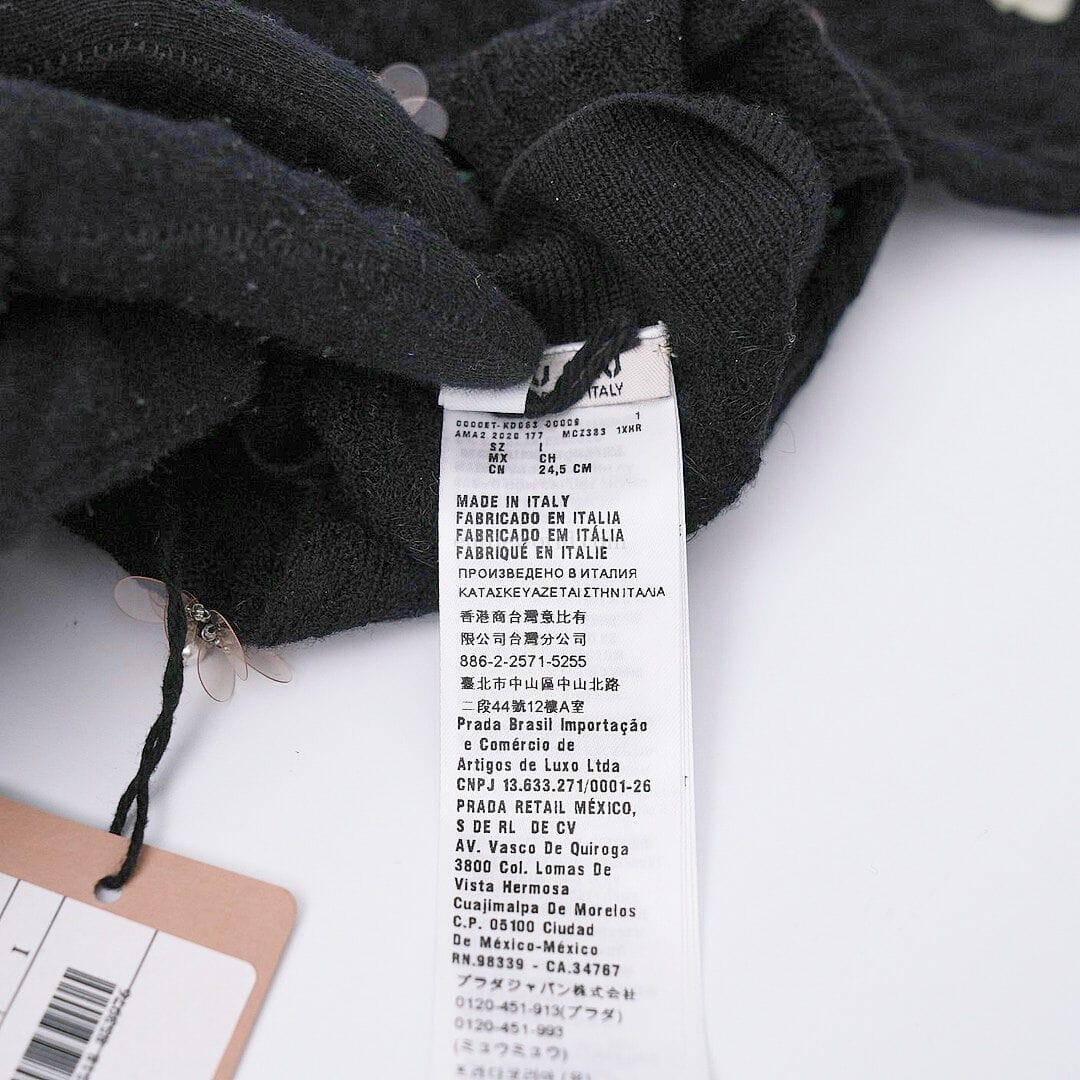 ITALY
1
AMA2 2020 177 MCZ383 1XHR
SZ I
MX CH
CN 24,5 CM
MADE IN ITALY
FABRICADO EN ITALIA
FABRICADO EM ITÁLIA
FABRIQUÉ EN ITALIE
ПРОИЗВЕДЕНО В ИТАЛИЯ
ΚΑΤΑΣΚΕΥΑΖΕΤΑΙ ΣΤΗΝ ΙΤΑΛΙΑ
香港商台灣意比有
限公司台灣分公司
886-2-2571-5255
臺北市中山區中山北路
二段44號12樓A室
Prada Brasil Importação
e Comércio de
Artigos de Luxo Ltda
CNPJ 13.633.271/0001-26
PRADA RETAIL MÉXICO,
S DE RL DE CV
AV. Vasco De Quiroga
3800 Col. Lomas De
Vista Hermosa
Cuajimalpa De Morelos
C.P. 05100 Ciudad
De México-México
RN.98339 - CA.34767
プラダジャパン株式会社
0120-451-913(プラダ)
0120-451-993
(ミュウミュウ)
I